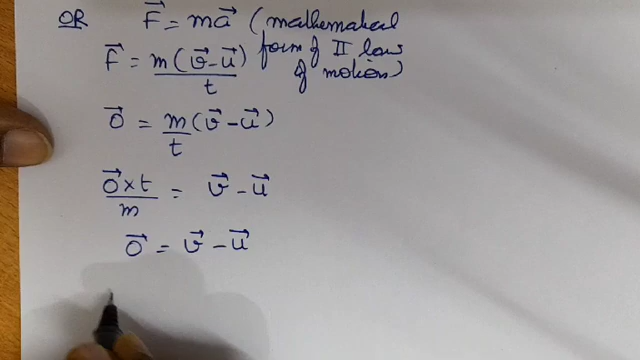 OR F⃗ = ma⃗ (mathematical
form of II law
of motion)
F⃗ = m(v⃗ - u⃗)/t
0⃗ = m/t (v⃗ - u⃗)
0⃗ × t/m = v⃗ - u⃗
0⃗ = v⃗ - u⃗